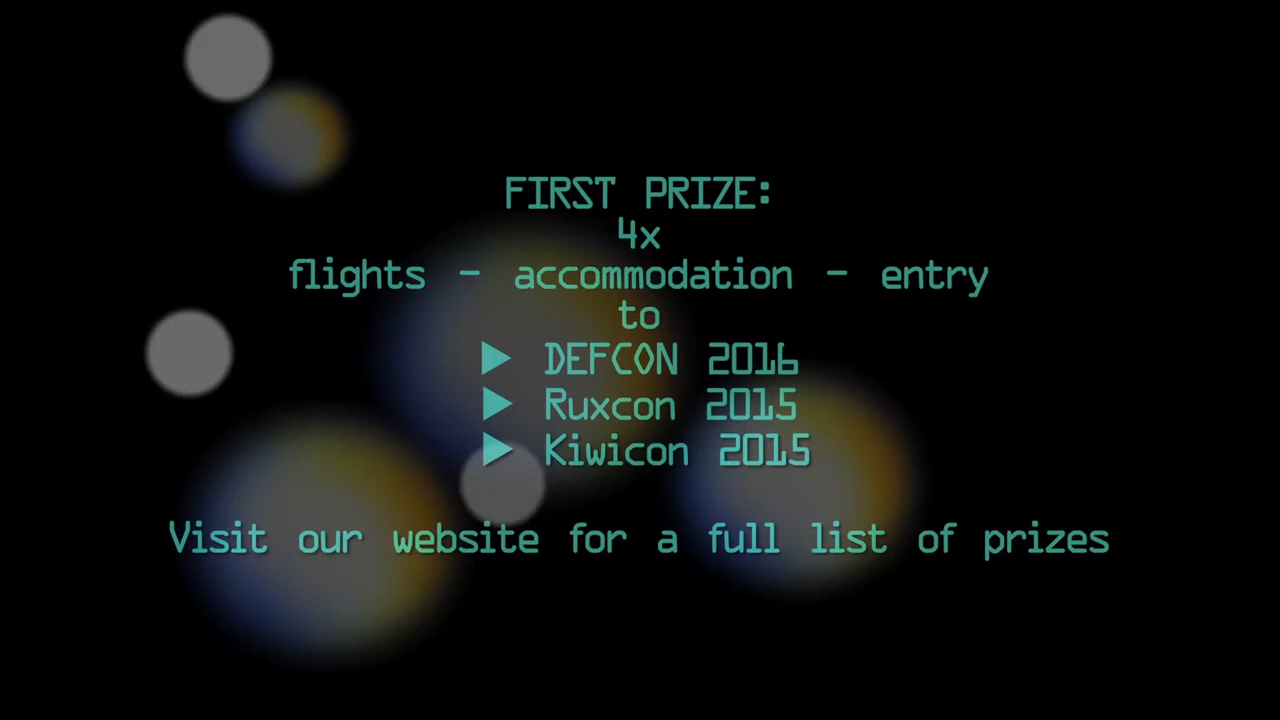 FIRST PRIZE:
4x
flights - accommodation - entry
to
▶ DEFCON 2016
▶ Ruxcon 2015
▶ Kiwicon 2015
Visit our website for a full list of prizes